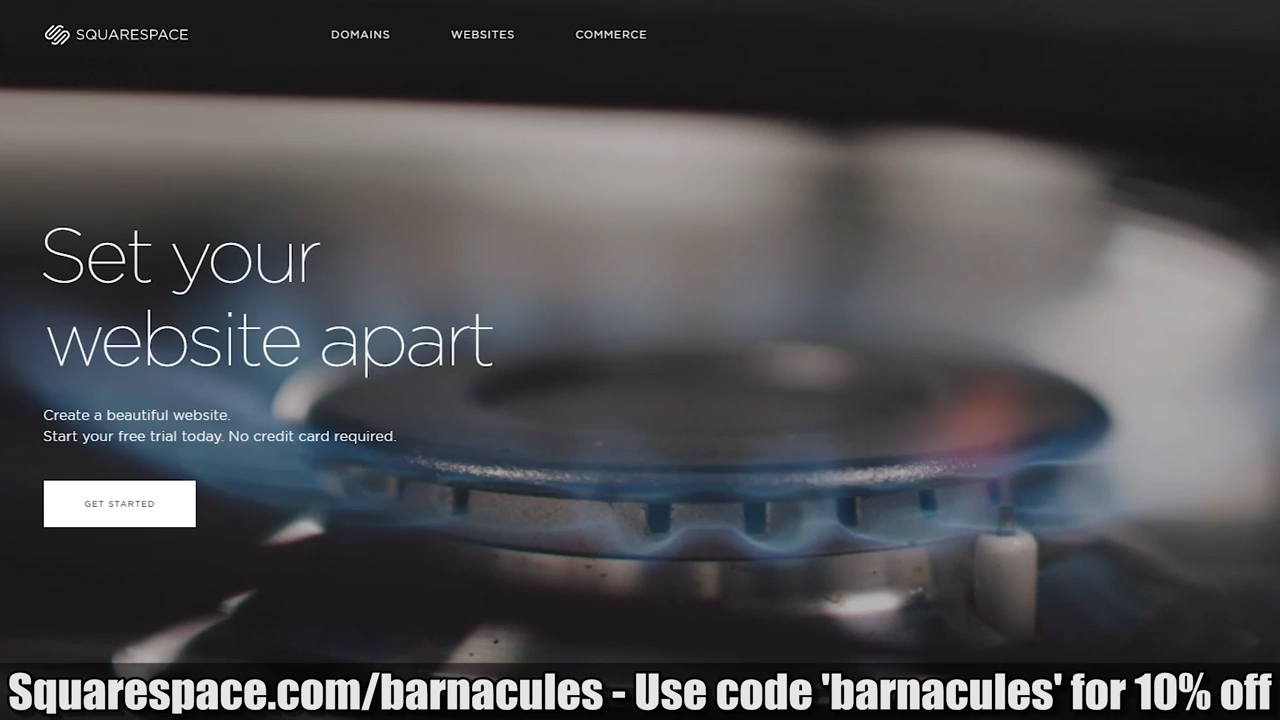 SQUARESPACE
DOMAINS
WEBSITES
COMMERCE
Set your
website apart
Create a beautiful website.
Start your free trial today. No credit card required.
GET STARTED
Squarespace.com/barnacules - Use code 'barnacules' for 10% off